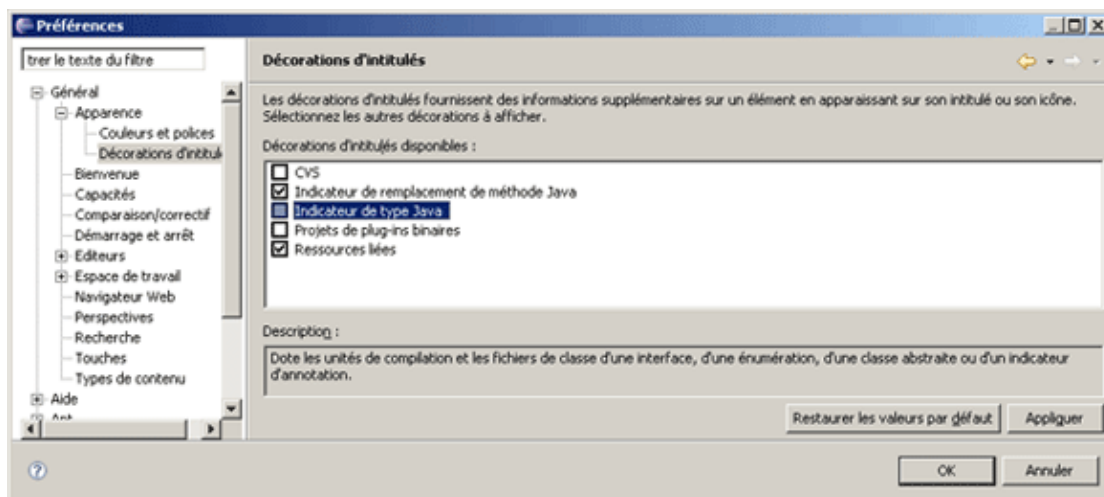 Préférences
trer le texte du filtre
Général
Apparence
Couleurs et polices
Décorations d'intitul
Bienvenue
Capacités
Comparaison/correctif
Démarrage et arrêt
Editeurs
Espace de travail
Navigateur Web
Perspectives
Recherche
Touches
Types de contenu
Aide
Ant
Décorations d'intitulés
Les décorations d'intitulés fournissent des informations supplémentaires sur un élément en apparaissant sur son intitulé ou son icône.
Sélectionnez les autres décorations à afficher.
Décorations d'intitulés disponibles :
CVS
Indicateur de remplacement de méthode Java
Indicateur de type Java
Projets de plug-ins binaires
Ressources liées
Description :
Dote les unités de compilation et les fichiers de classe d'une interface, d'une énumération, d'une classe abstraite ou d'un indicateur
d'annotation.
Restaurer les valeurs par défaut
Appliquer
OK
Annuler